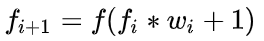 f_{i+1} = f(f_i * w_i + 1)